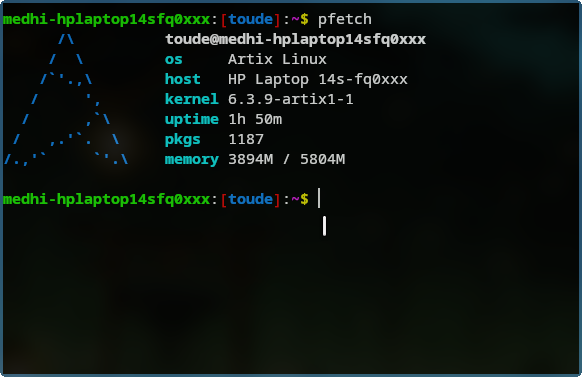 medhi-hplaptop14sfq0xxx:[toude]:~$ pfetch
       /\          toude@medhi-hplaptop14sfq0xxx
      /  \         os     Artix Linux
     /`'.,\        host   HP Laptop 14s-fq0xxx
    /     ',       kernel 6.3.9-artix1-1
   /      ,`\      uptime 1h 50m
  /   ,.'`.  \     pkgs   1187
 /.,'`     `'.\    memory 3894M / 5804M
medhi-hplaptop14sfq0xxx:[toude]:~$